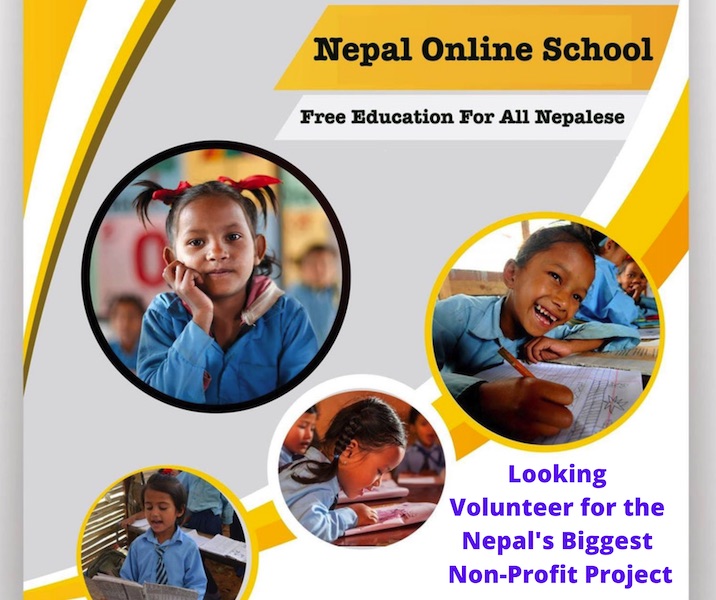 Nepal Online School
Free Education For All Nepalese
Looking
Volunteer for the
Nepal's Biggest
Non-Profit Project